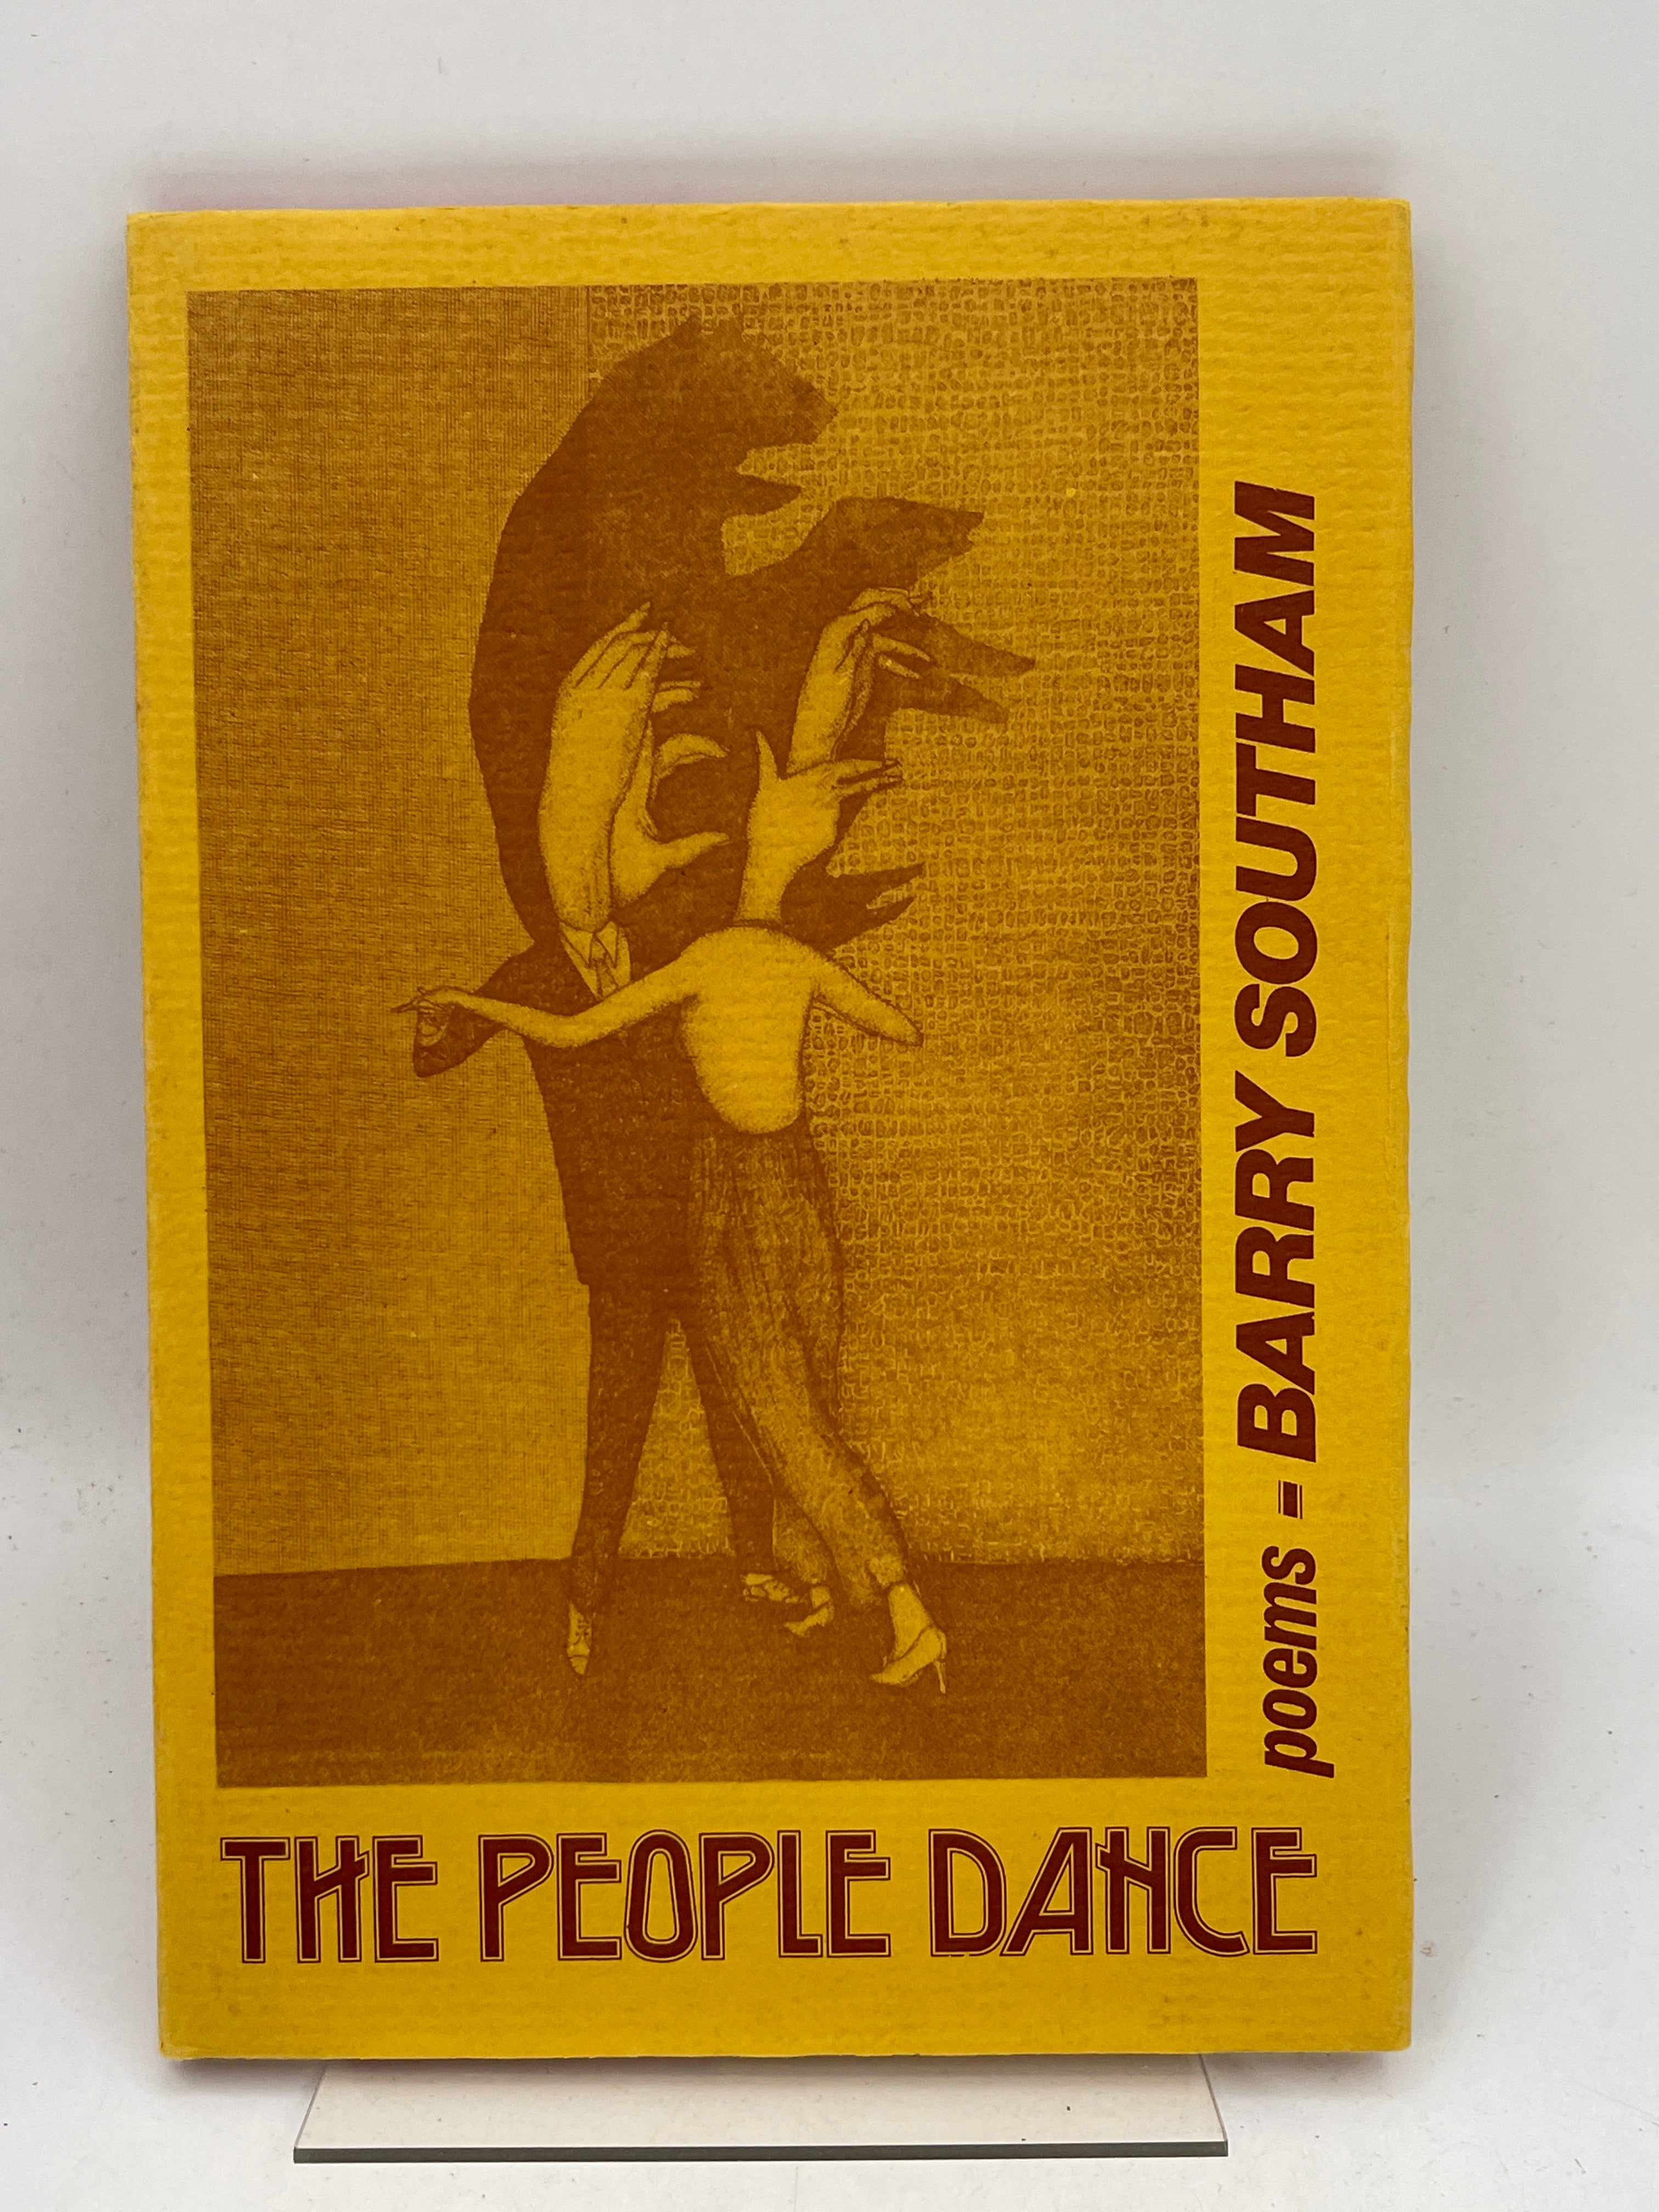 poems - BARRY SOUTHAM
THE PEOPLE DANCE